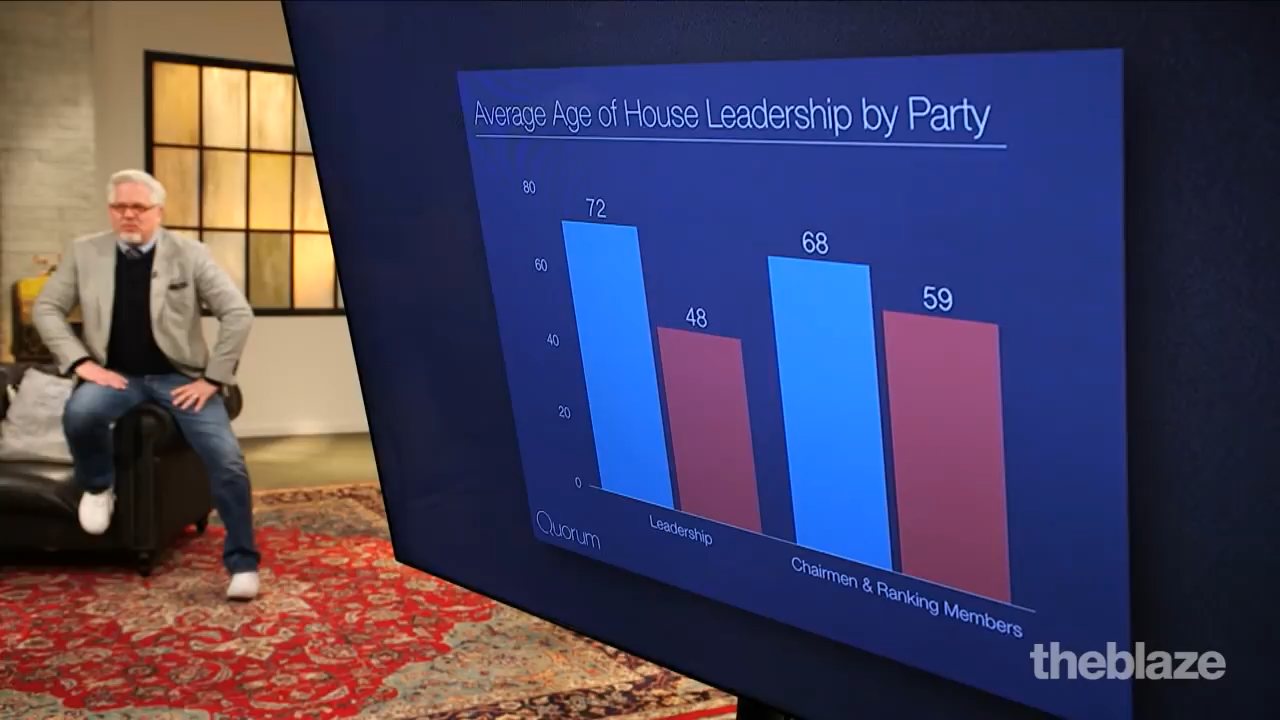 Average Age of House Leadership by Party
80
60
40
20
0
72
48
68
59
Leadership
Chairmen & Ranking Members
Quorum
theblaze